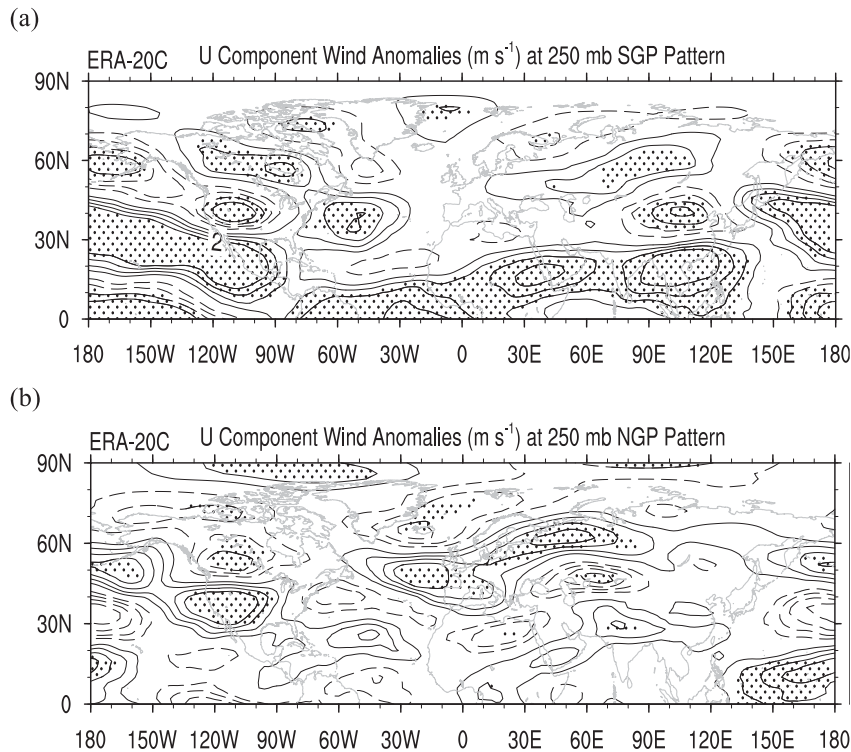 (a)
ERA-20C U Component Wind Anomalies (m s⁻¹) at 250 mb SGP Pattern
90N
60N
30N
0
2
180 150W 120W 90W 60W 30W 0 30E 60E 90E 120E 150E 180
(b)
ERA-20C U Component Wind Anomalies (m s⁻¹) at 250 mb NGP Pattern
90N
60N
30N
0
180 150W 120W 90W 60W 30W 0 30E 60E 90E 120E 150E 180